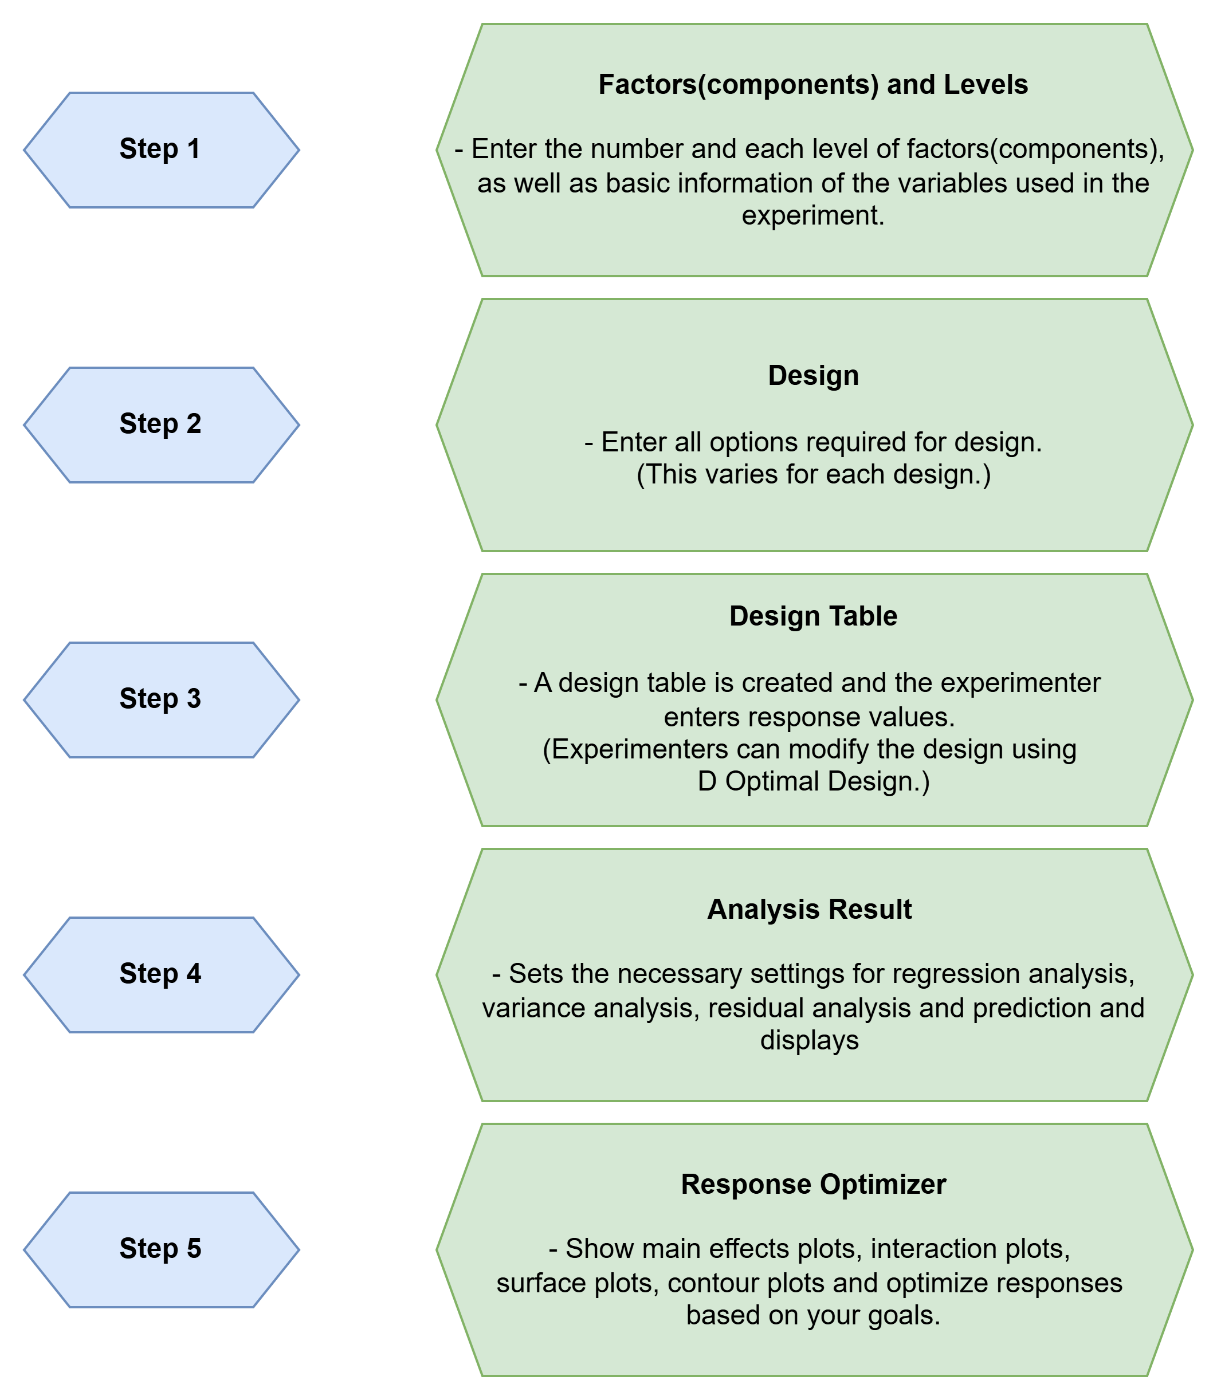 Step 1
Factors(components) and Levels
- Enter the number and each level of factors(components),
as well as basic information of the variables used in the
experiment.
Step 2
Design
- Enter all options required for design.
(This varies for each design.)
Step 3
Design Table
- A design table is created and the experimenter
enters response values.
(Experimenters can modify the design using
D Optimal Design.)
Step 4
Analysis Result
- Sets the necessary settings for regression analysis,
variance analysis, residual analysis and prediction and
displays
Step 5
Response Optimizer
- Show main effects plots, interaction plots,
surface plots, contour plots and optimize responses
based on your goals.